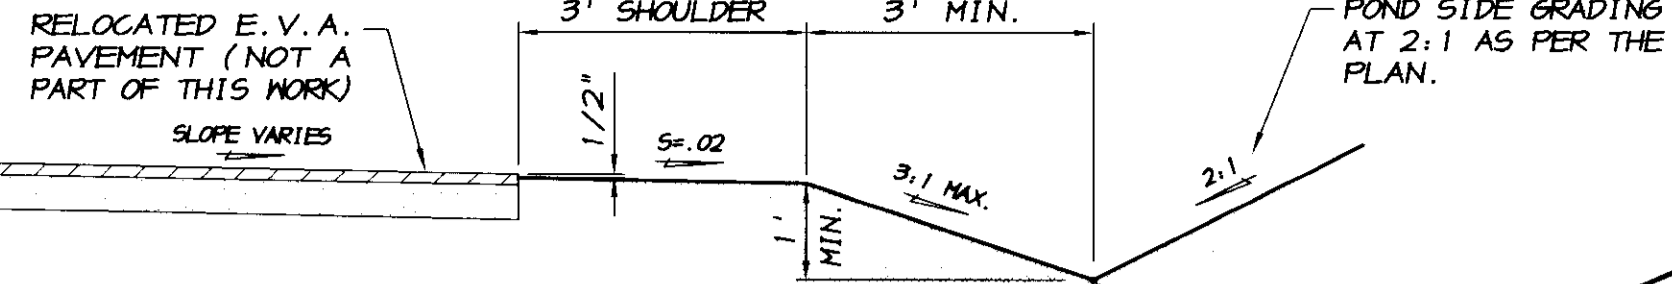 RELOCATED E.V.A.
PAVEMENT (NOT A
PART OF THIS WORK)
SLOPE VARIES
3' SHOULDER
3' MIN.
1/2"
S=.02
3:1 MAX.
1'
MIN.
2:1
POND SIDE GRADING
AT 2:1 AS PER THE
PLAN.